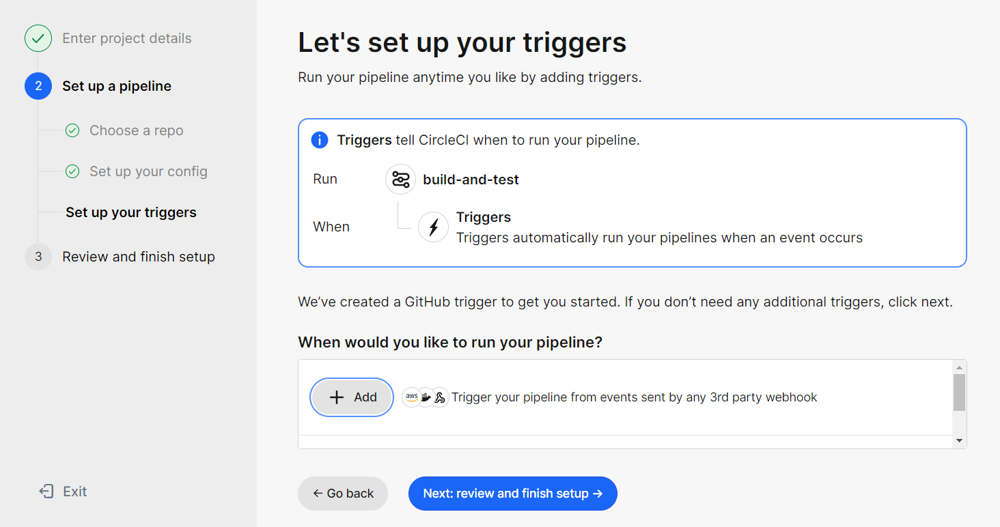 Enter project details
2 Set up a pipeline
Choose a repo
Set up your config
Set up your triggers
3 Review and finish setup
Exit
Let's set up your triggers
Run your pipeline anytime you like by adding triggers.
Triggers tell CircleCI when to run your pipeline.
Run build-and-test
When
Triggers
Triggers automatically run your pipelines when an event occurs
We’ve created a GitHub trigger to get you started. If you don’t need any additional triggers, click next.
When would you like to run your pipeline?
+ Add aws Trigger your pipeline from events sent by any 3rd party webhook
← Go back Next: review and finish setup →